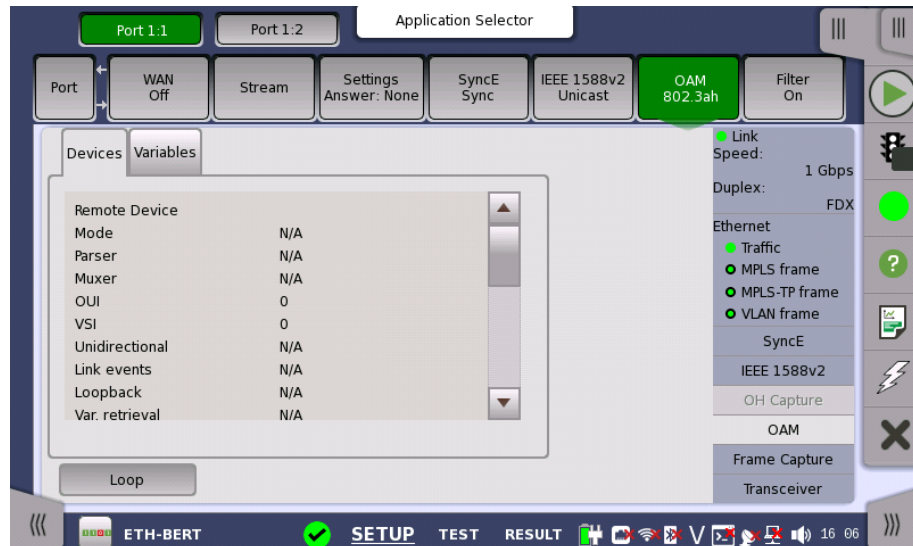 Application Selector
Port 1:1
Port 1:2
Port
WAN
Off
Stream
Settings
Answer: None
SyncE
Sync
IEEE 1588v2
Unicast
OAM
802.3ah
Filter
On
Devices
Variables
Remote Device
Mode N/A
Parser N/A
Muxer N/A
OUI 0
VSI 0
Unidirectional N/A
Link events N/A
Loopback N/A
Var. retrieval N/A
Loop
Link
Speed:
1 Gbps
Duplex:
FDX
Ethernet
Traffic
MPLS frame
MPLS-TP frame
VLAN frame
SyncE
IEEE 1588v2
OH Capture
OAM
Frame Capture
Transceiver
ETH-BERT
SETUP
TEST
RESULT
V
16 06